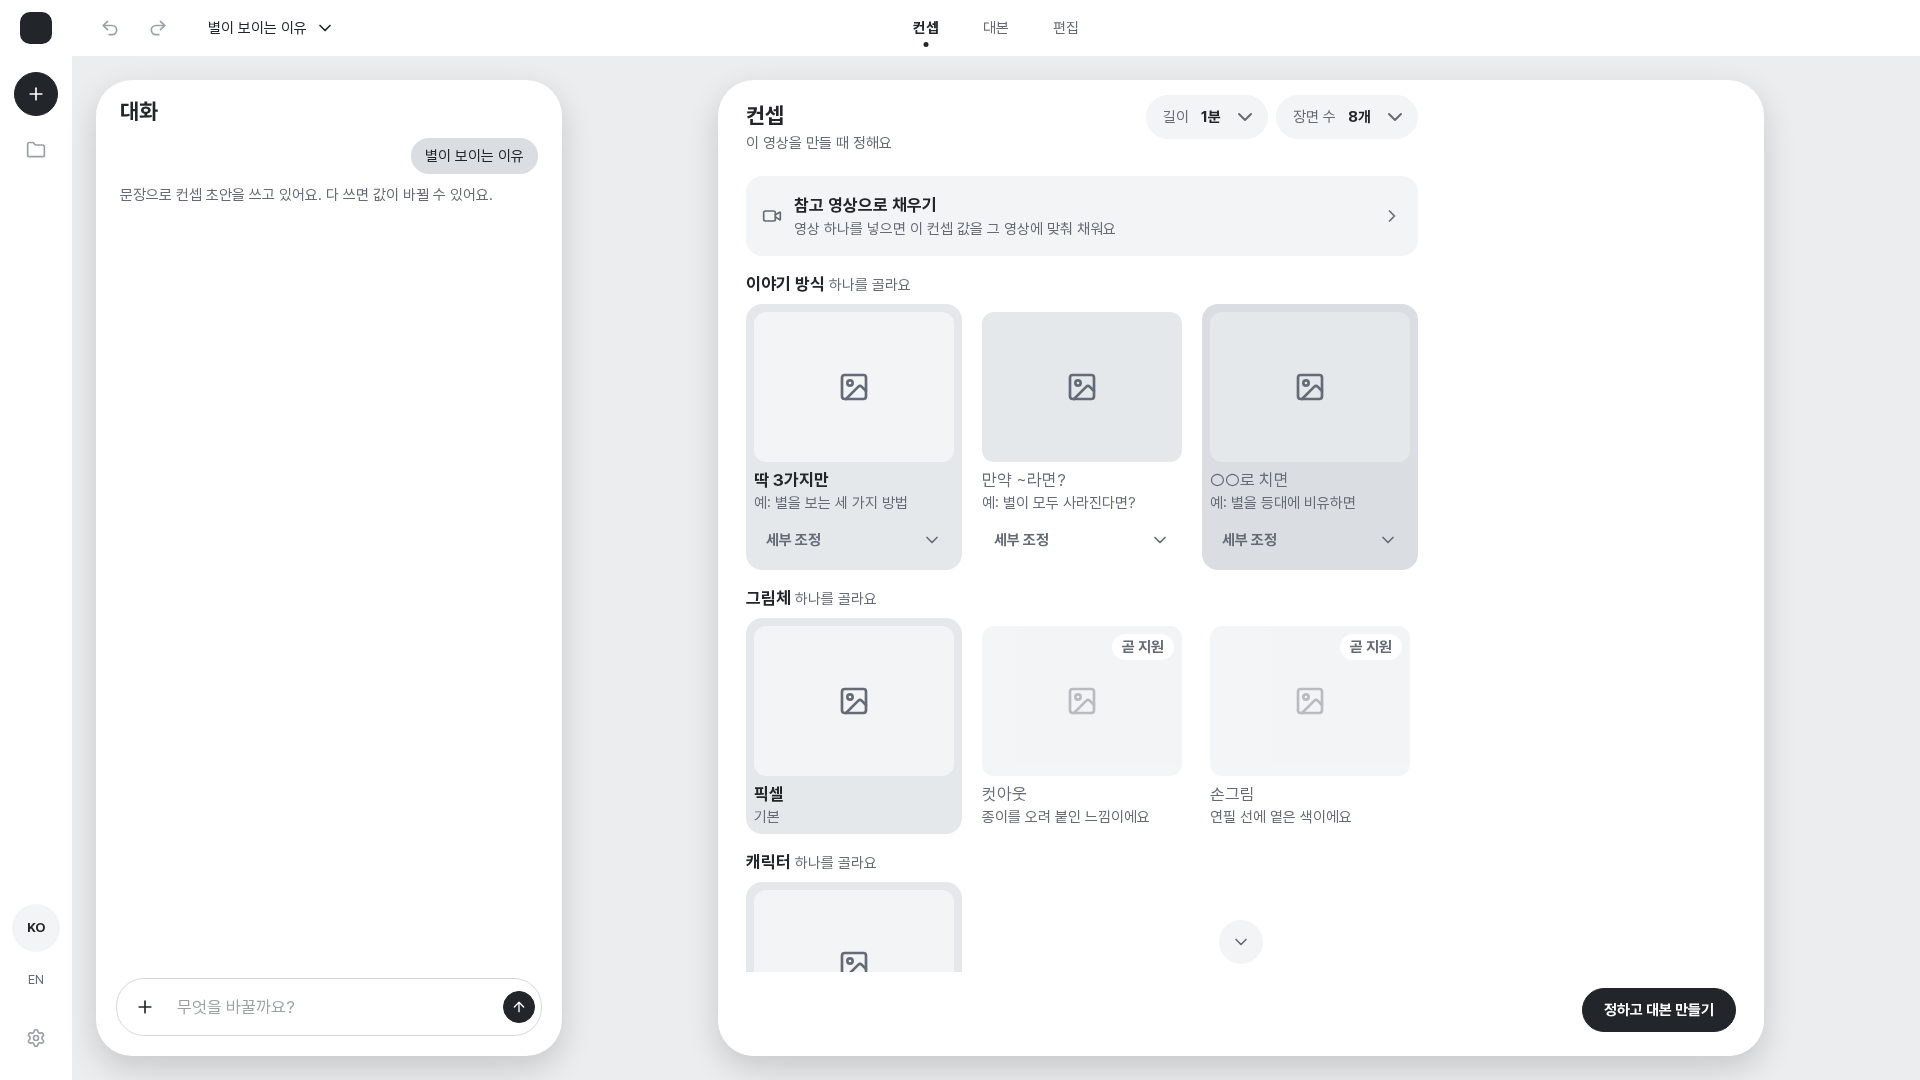 별이 보이는 이유
컨셉
대본
편집
대화
별이 보이는 이유
문장으로 컨셉 초안을 쓰고 있어요. 다 쓰면 값이 바뀔 수 있어요.
KO
EN
무엇을 바꿀까요?
컨셉
이 영상을 만들 때 정해요
길이 1분
장면 수 8개
참고 영상으로 채우기
영상 하나를 넣으면 이 컨셉 값을 그 영상에 맞춰 채워요
이야기 방식 하나를 골라요
딱 3가지만
예: 별을 보는 세 가지 방법
세부 조정
만약 ~라면?
예: 별이 모두 사라진다면?
세부 조정
○○로 치면
예: 별을 등대에 비유하면
세부 조정
그림체 하나를 골라요
픽셀
기본
곧 지원
컷아웃
종이를 오려 붙인 느낌이에요
곧 지원
손그림
연필 선에 옅은 색이에요
캐릭터 하나를 골라요
정하고 대본 만들기